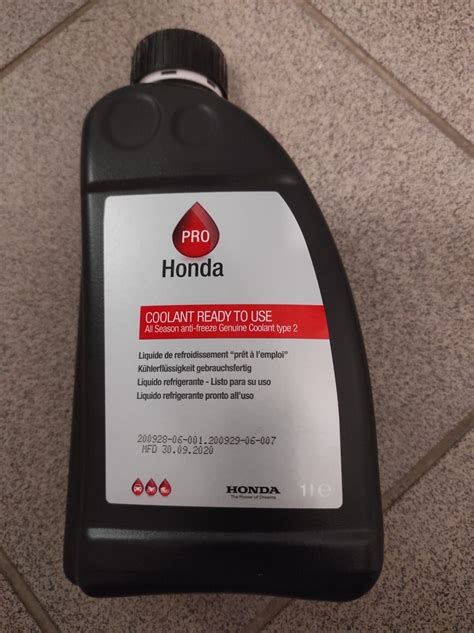 PRO
Honda
COOLANT READY TO USE
All Season anti-freeze Genuine Coolant type 2
Liquide de refroidissement "prêt à l'emploi"
Kühlerflüssigkeit gebrauchsfertig
Líquido refrigerante - Listo para su uso
Liquido refrigerante pronto all'uso
200928-06-001.200929-06-007
MFD 30.09.2020
HONDA
The Power of Dreams
1l e